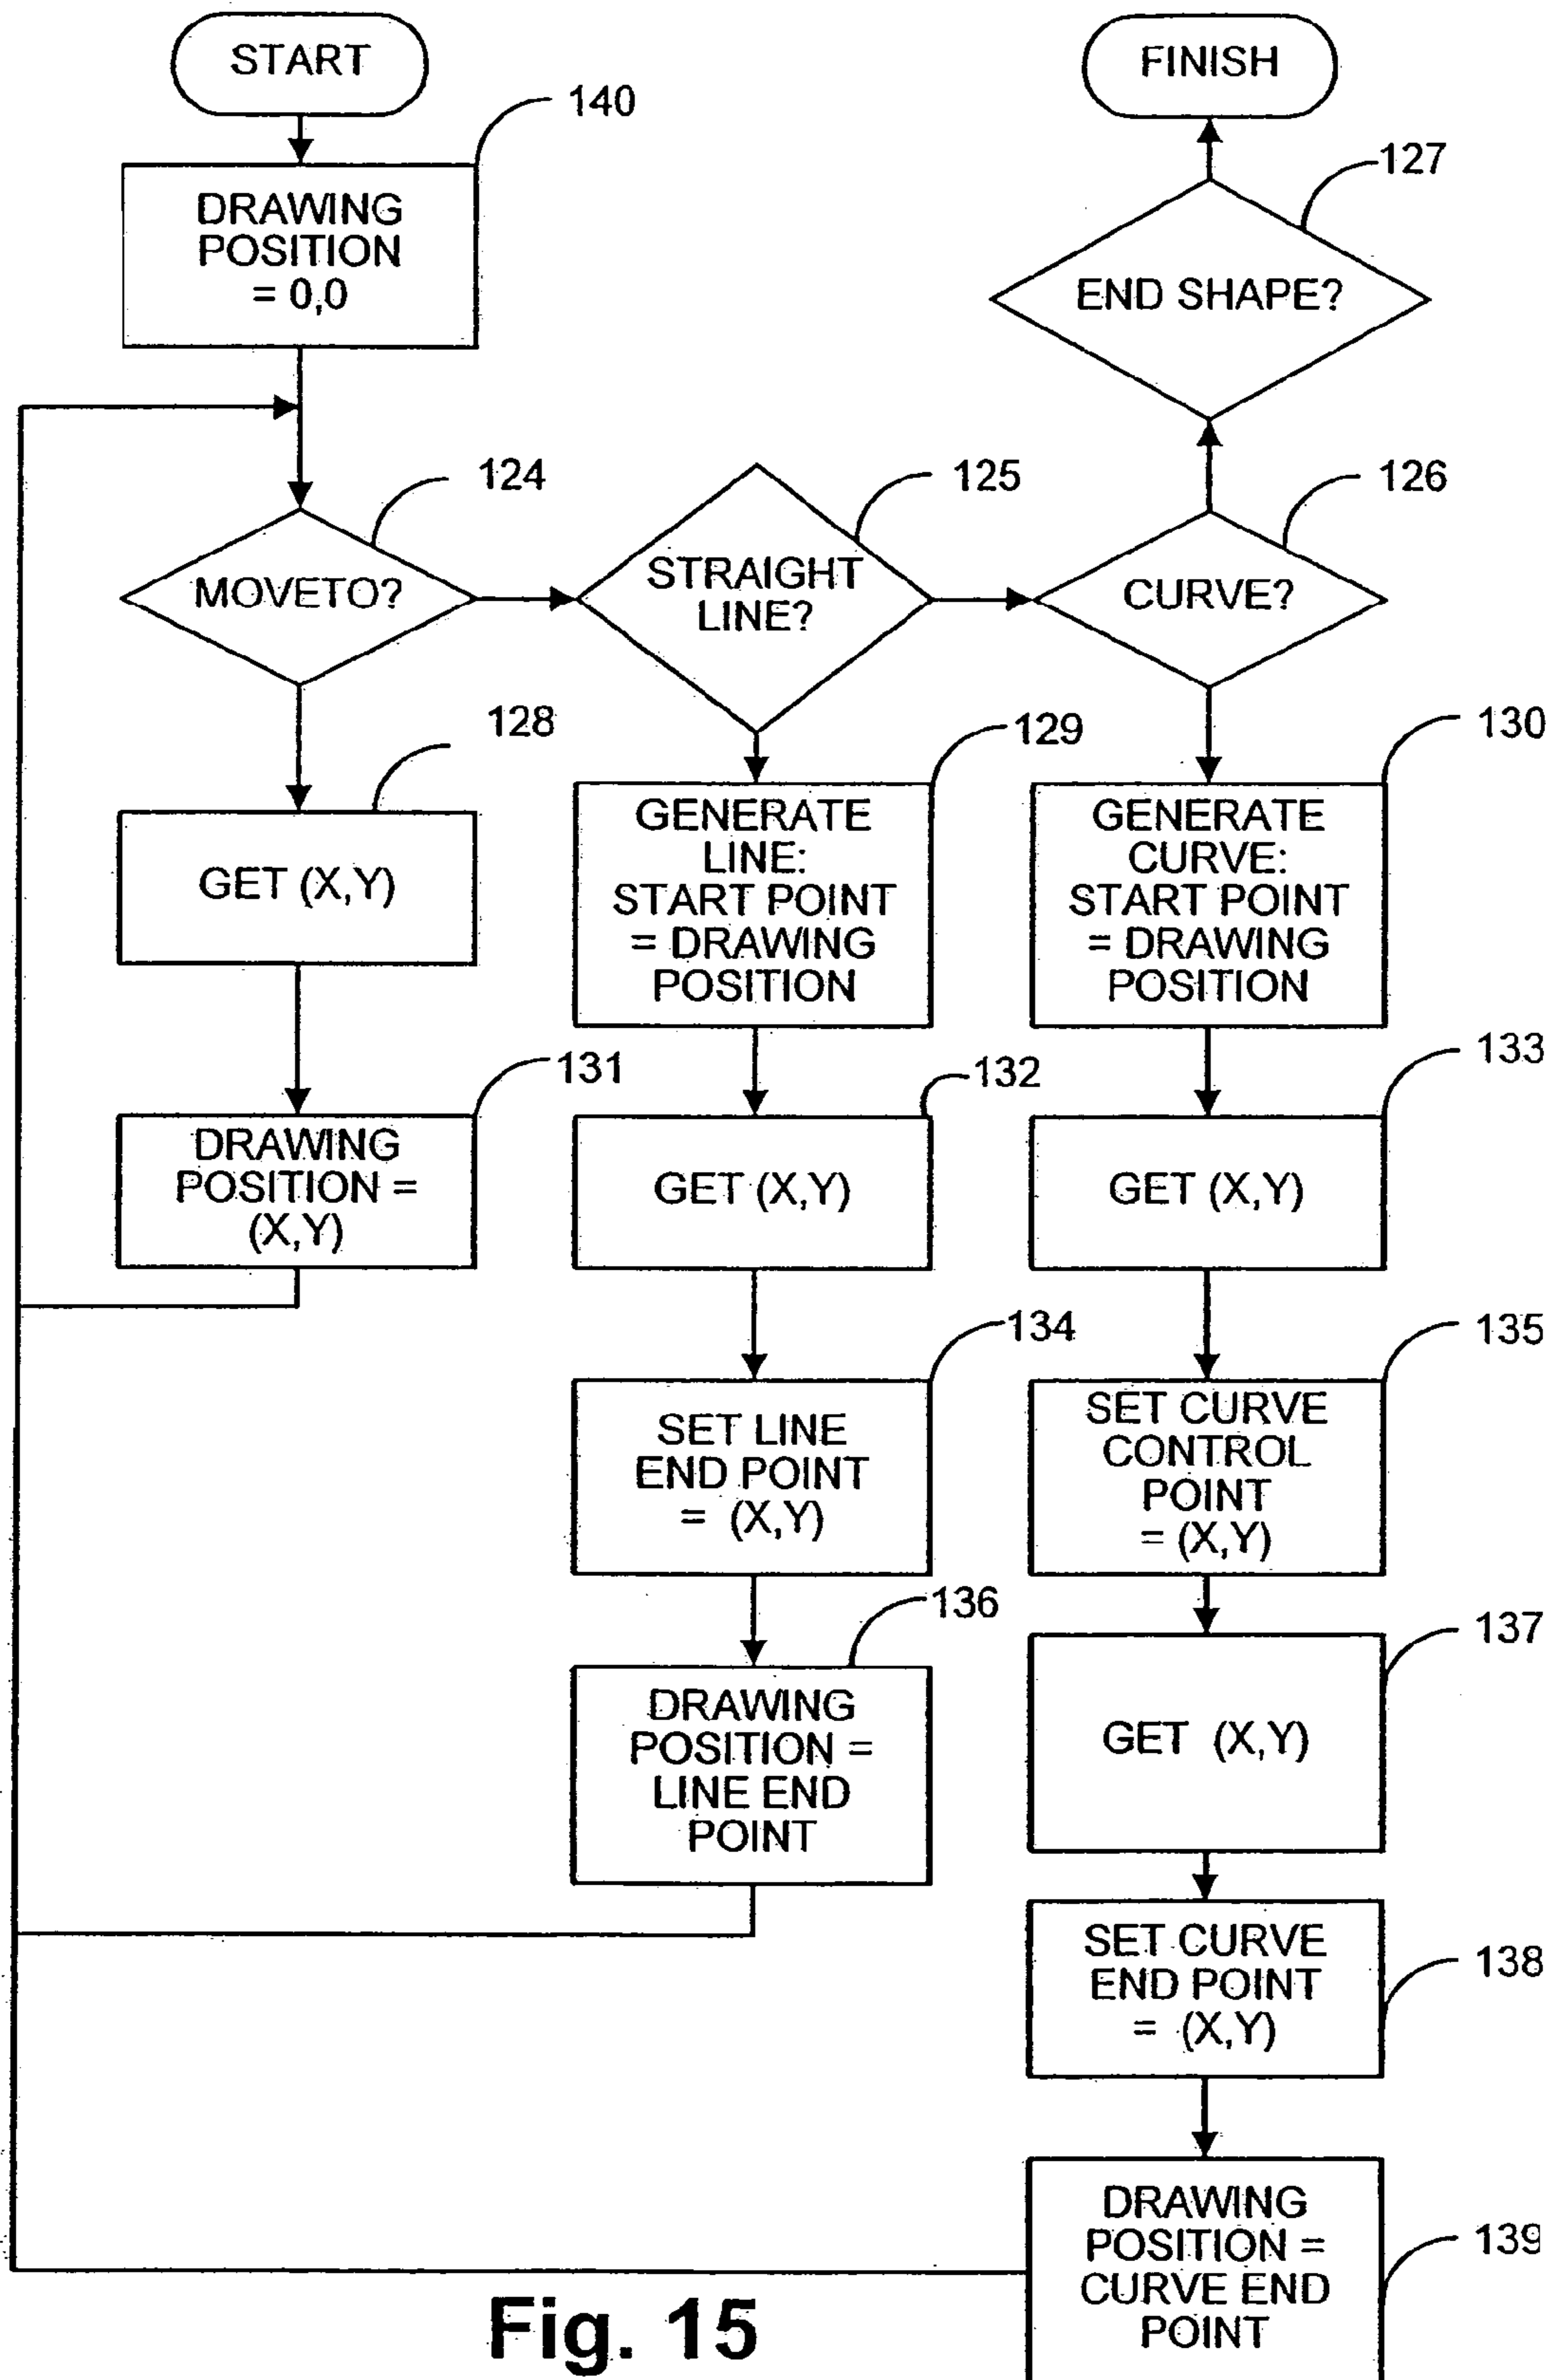 START
140
DRAWING
POSITION
= 0,0
FINISH
127
END SHAPE?
124
MOVETO?
125
STRAIGHT
LINE?
126
CURVE?
128
GET (X,Y)
131
DRAWING
POSITION =
(X,Y)
129
GENERATE
LINE:
START POINT
= DRAWING
POSITION
132
GET (X,Y)
134
SET LINE
END POINT
= (X,Y)
136
DRAWING
POSITION =
LINE END
POINT
130
GENERATE
CURVE:
START POINT
= DRAWING
POSITION
133
GET (X,Y)
135
SET CURVE
CONTROL
POINT
= (X,Y)
137
GET (X,Y)
138
SET CURVE
END POINT
= (X,Y)
139
DRAWING
POSITION =
CURVE END
POINT
Fig. 15